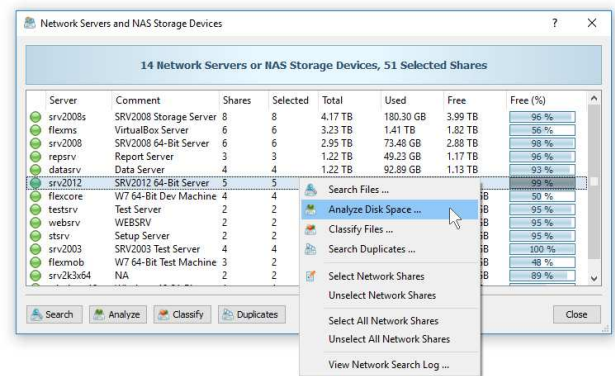 Network Servers and NAS Storage Devices ? ×
14 Network Servers or NAS Storage Devices, 51 Selected Shares
Server Comment Shares Selected Total Used Free Free (%)
srv2008s SRV2008 Storage Server 8 8 4.17 TB 180.30 GB 3.99 TB 96 %
flexms VirtualBox Server 6 6 3.23 TB 1.41 TB 1.82 TB 56 %
srv2008 SRV2008 64-Bit Server 6 6 2.95 TB 73.48 GB 2.88 TB 98 %
repsrv Report Server 3 3 1.22 TB 49.23 GB 1.17 TB 96 %
datasrv Data Server 4 4 1.22 TB 92.89 GB 1.13 TB 93 %
srv2012 SRV2012 64-Bit Server 5 5 99 %
flexcore W7 64-Bit Dev Machine 4 4 50 %
testsrv Test Server 2 2 95 %
websrv WEBSRV 2 2 95 %
stsrv Setup Server 2 2 95 %
srv2003 SRV2003 Test Server 4 4 100 %
flexmob W7 64-Bit Test Machine 3 2 48 %
srv2k3x64 NA 2 2 89 %
Search Files ...
Analyze Disk Space ...
Classify Files ...
Search Duplicates ...
Select Network Shares
Unselect Network Shares
Select All Network Shares
Unselect All Network Shares
View Network Search Log ...
Search Analyze Classify Duplicates Close